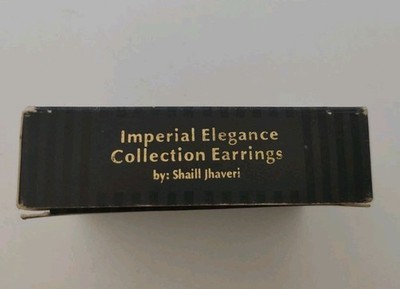 Imperial Elegance
Collection Earrings
by: Shaill Jhaveri